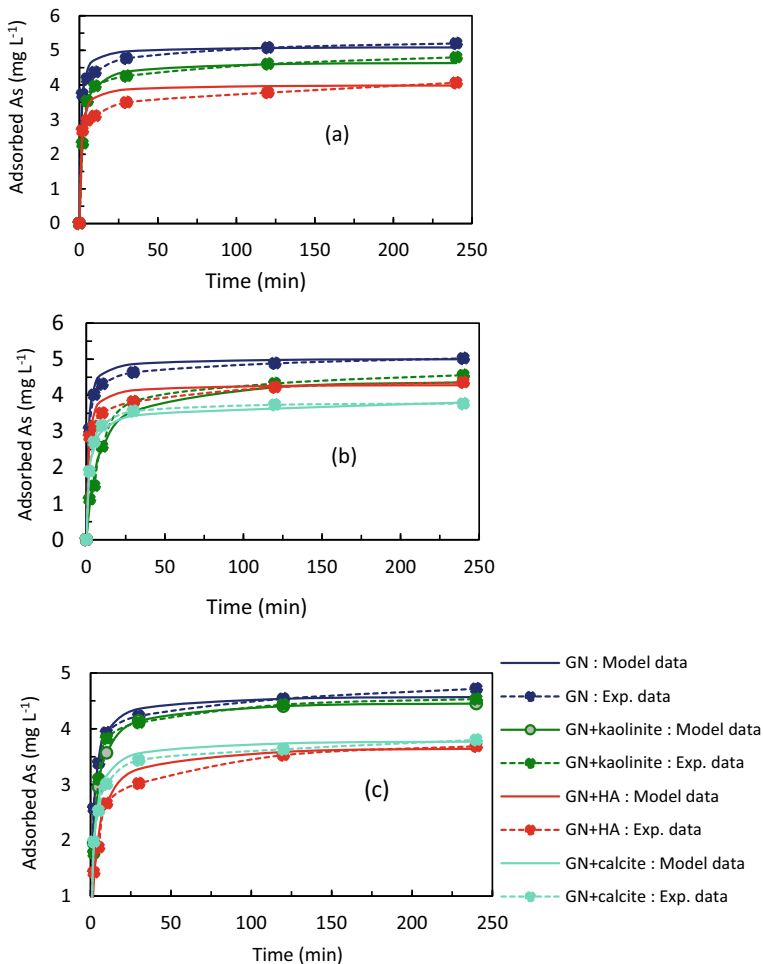 Adsorbed As (mg L⁻¹)
6
5
4
3
2
1
0
(a)
0 50 100 150 200 250
Time (min)
Adsorbed As (mg L⁻¹)
6
5
4
3
2
1
0
(b)
0 50 100 150 200 250
Time (min)
Adsorbed As (mg L⁻¹)
5
4
3
2
1
(c)
0 50 100 150 200 250
Time (min)
GN : Model data
GN : Exp. data
GN+kaolinite : Model data
GN+kaolinite : Exp. data
GN+HA : Model data
GN+HA : Exp. data
GN+calcite : Model data
GN+calcite : Exp. data